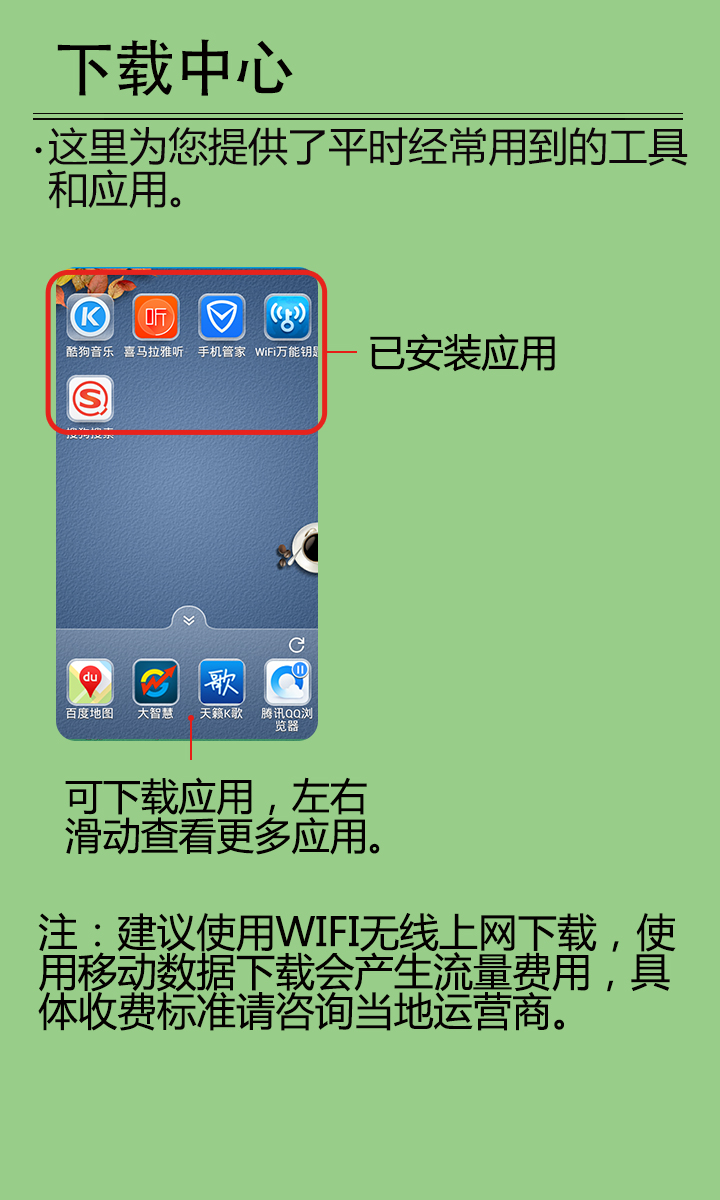 下载中心
·这里为您提供了平时经常用到的工具
和应用。
听
酷狗音乐 喜马拉雅听 手机管家 WiFi万能钥匙
已安装应用
搜狗搜索
du
歌
百度地图 大智慧 天籁K歌 腾讯QQ浏
览器
可下载应用，左右
滑动查看更多应用。
注：建议使用WIFI无线上网下载，使
用移动数据下载会产生流量费用，具
体收费标准请咨询当地运营商。